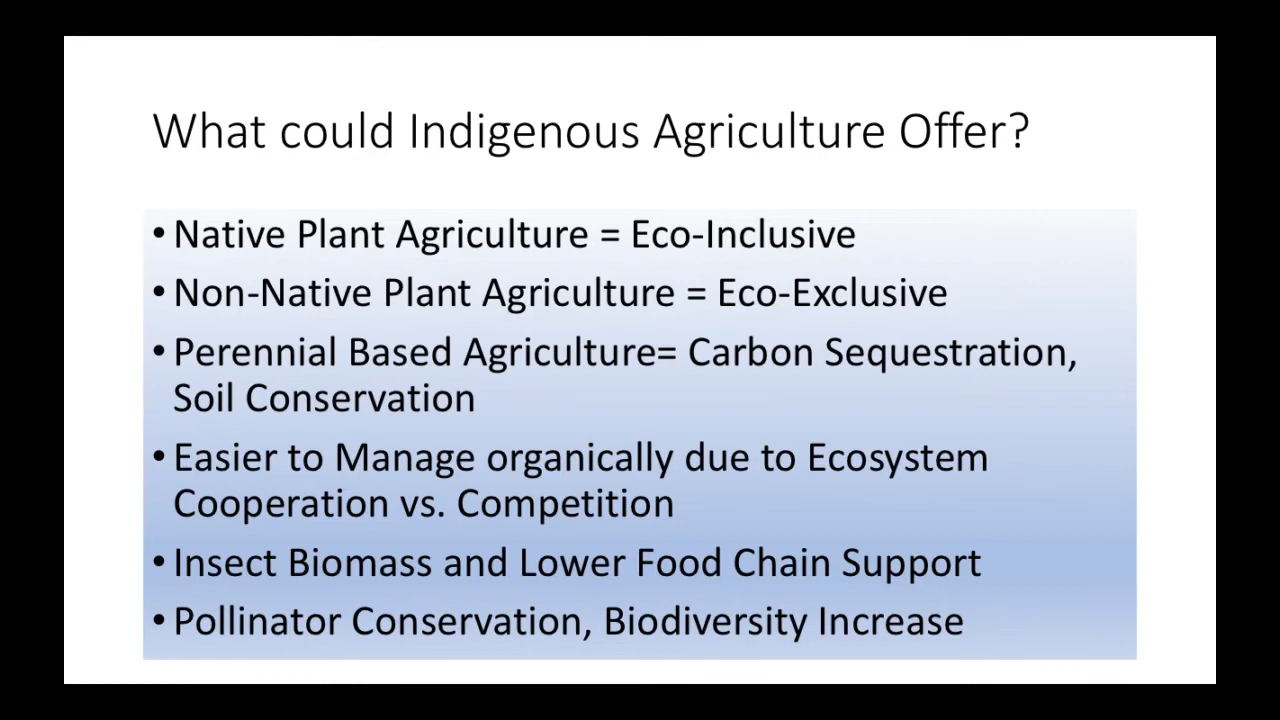 What could Indigenous Agriculture Offer?
• Native Plant Agriculture = Eco-Inclusive
• Non-Native Plant Agriculture = Eco-Exclusive
• Perennial Based Agriculture= Carbon Sequestration,
Soil Conservation
• Easier to Manage organically due to Ecosystem
Cooperation vs. Competition
• Insect Biomass and Lower Food Chain Support
• Pollinator Conservation, Biodiversity Increase